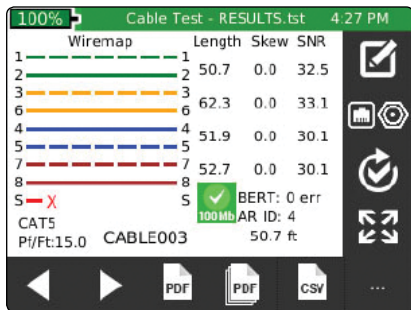 100% Cable Test - RESULTS.tst 4:27 PM
Wiremap Length Skew SNR
1 1
2 2 50.7 0.0 32.5
3 3
6 6 62.3 0.0 33.1
4 4
5 5 51.9 0.0 30.1
7 7
8 8 52.7 0.0 30.1
S X S
100Mb BERT: 0 err
AR ID: 4
CAT5
Pf/Ft:15.0 CABLE003 50.7 ft
PDF PDF CSV ...